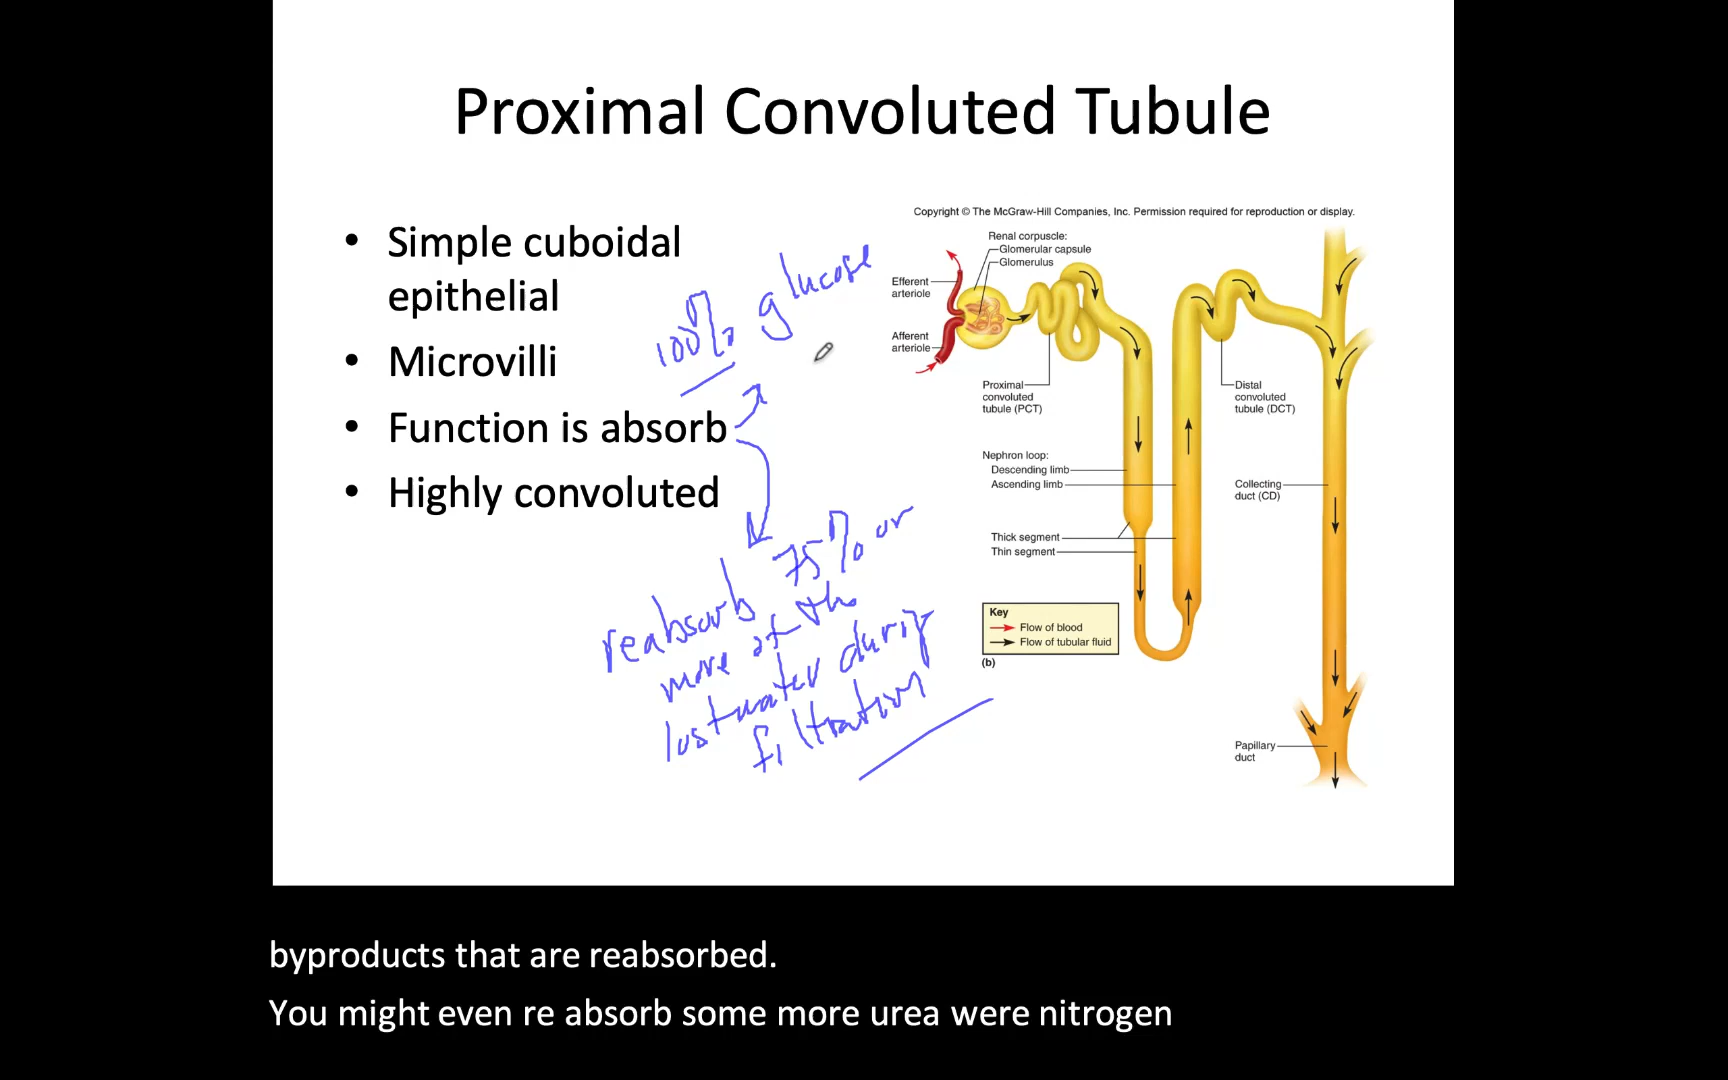 Proximal Convoluted Tubule
• Simple cuboidal
epithelial
• Microvilli
• Function is absorb
• Highly convoluted
100% glucose
reabsorb 75% or
more of the
lost water during
filtration
Copyright © The McGraw-Hill Companies, Inc. Permission required for reproduction or display.
Renal corpuscle:
Glomerular capsule
Glomerulus
Efferent
arteriole
Afferent
arteriole
Proximal
convoluted
tubule (PCT)
Distal
convoluted
tubule (DCT)
Nephron loop:
Descending limb
Ascending limb
Collecting
duct (CD)
Thick segment
Thin segment
Key
Flow of blood
Flow of tubular fluid
(b)
Papillary
duct
byproducts that are reabsorbed.
You might even re absorb some more urea were nitrogen